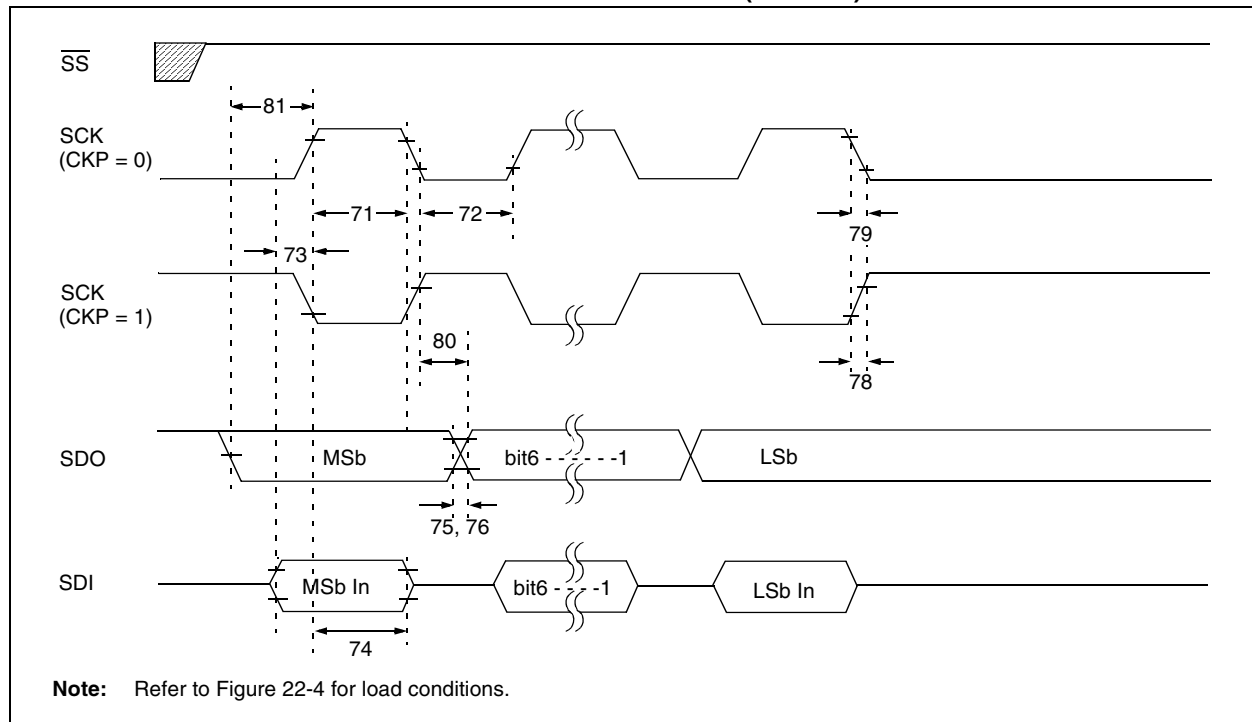 SS
81
SCK
(CKP = 0)
71
72
79
73
SCK
(CKP = 1)
80
78
SDO
MSb
bit6 - - - - - -1
LSb
75, 76
SDI
MSb In
bit6 - - - -1
LSb In
74
Note: Refer to Figure 22-4 for load conditions.